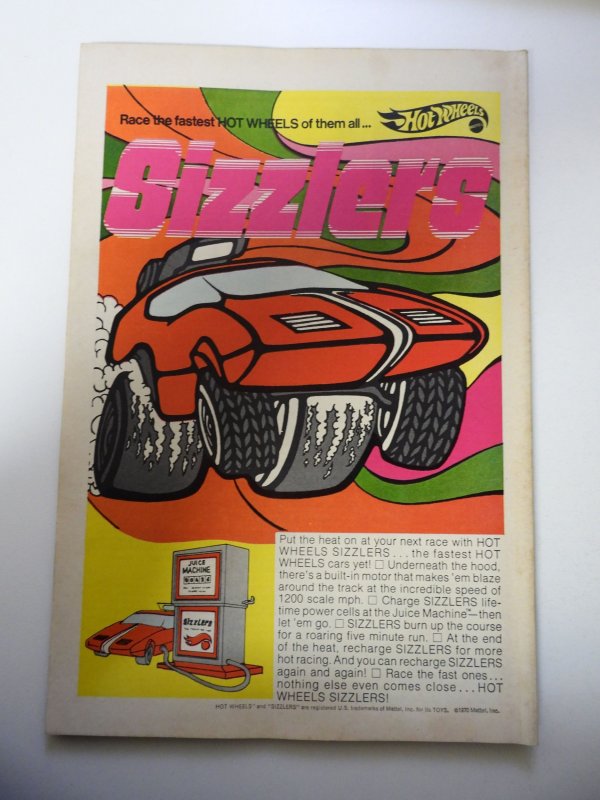 Race the fastest HOT WHEELS of them all...
Hot Wheels
Sizzlers
Put the heat on at your next race with HOT
WHEELS SIZZLERS...the fastest HOT
WHEELS cars yet! □ Underneath the hood,
there's a built-in motor that makes 'em blaze
around the track at the incredible speed of
1200 scale mph. □ Charge SIZZLERS life-
time power cells at the Juice Machine™—then
let 'em go. □ SIZZLERS burn up the course
for a roaring five minute run. □ At the end
of the heat, recharge SIZZLERS for more
hot racing. And you can recharge SIZZLERS
again and again! □ Race the fast ones...
nothing else even comes close...HOT
WHEELS SIZZLERS!
JUICE
MACHINE
Sizzlers
HOT WHEELS® and "SIZZLERS" are registered U.S. trademarks of Mattel, Inc. for its TOYS. ©1970 Mattel, Inc.